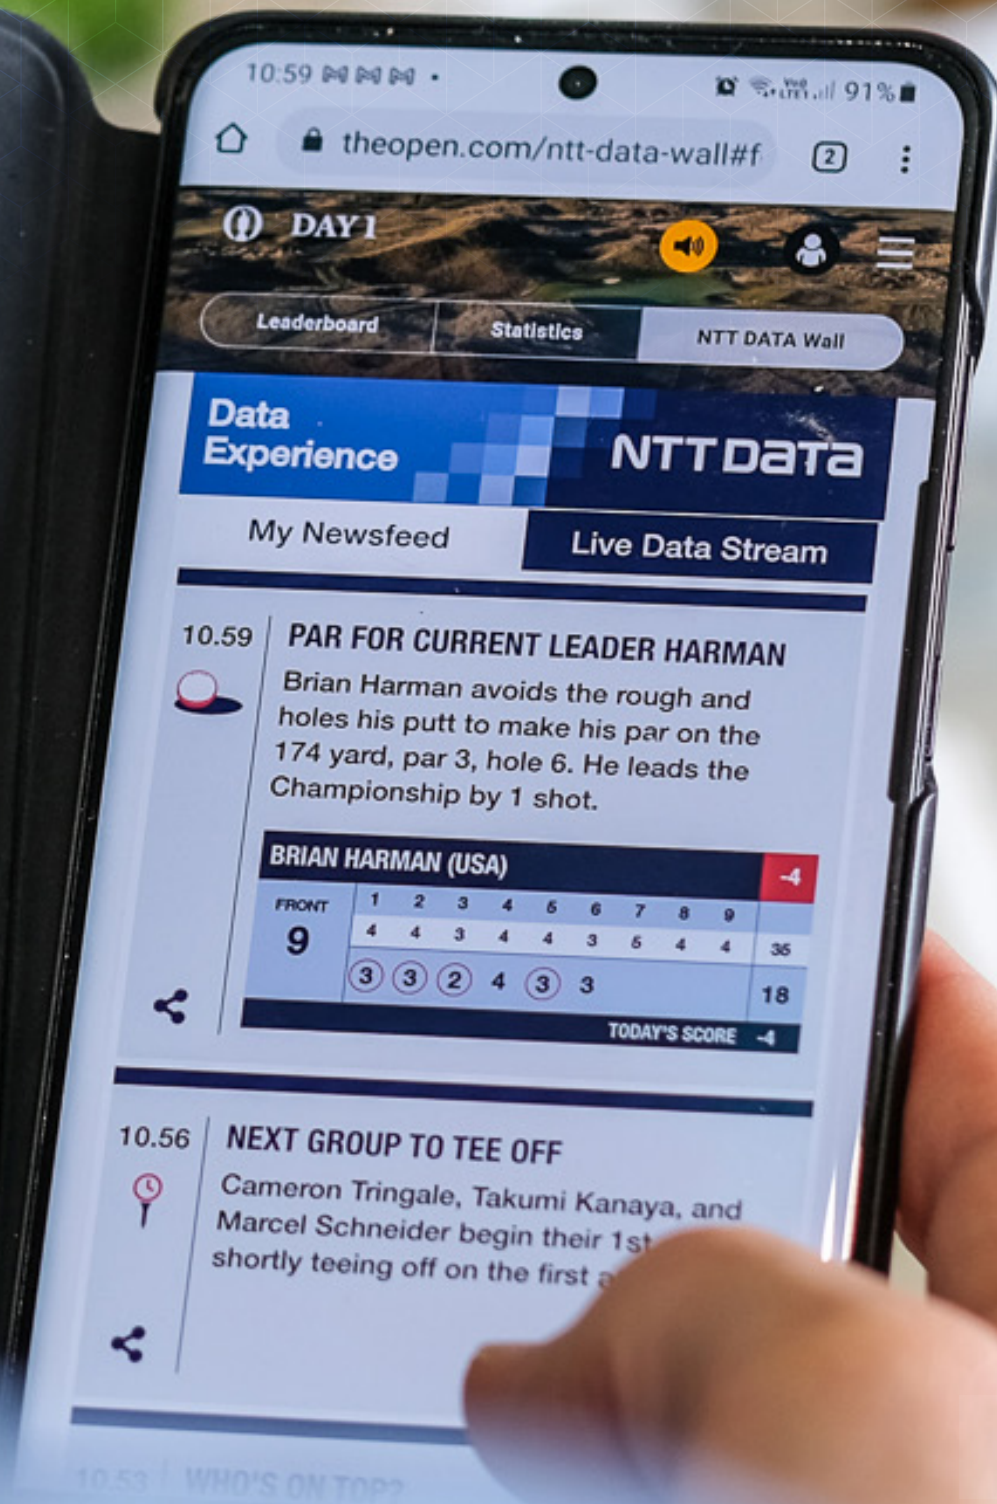 10:59
91%
theopen.com/ntt-data-wall#f
2
DAY 1
Leaderboard Statistics NTT DATA Wall
Data
Experience
NTT DATA
My Newsfeed Live Data Stream
10.59 PAR FOR CURRENT LEADER HARMAN
Brian Harman avoids the rough and
holes his putt to make his par on the
174 yard, par 3, hole 6. He leads the
Championship by 1 shot.
BRIAN HARMAN (USA) -4
FRONT 1 2 3 4 5 6 7 8 9
9 4 4 3 4 4 3 5 4 4 35
3 3 2 4 3 3 18
TODAY'S SCORE -4
10.56 NEXT GROUP TO TEE OFF
Cameron Tringale, Takumi Kanaya, and
Marcel Schneider begin their 1st
shortly teeing off on the first
10.53 WHO'S ON TOP?